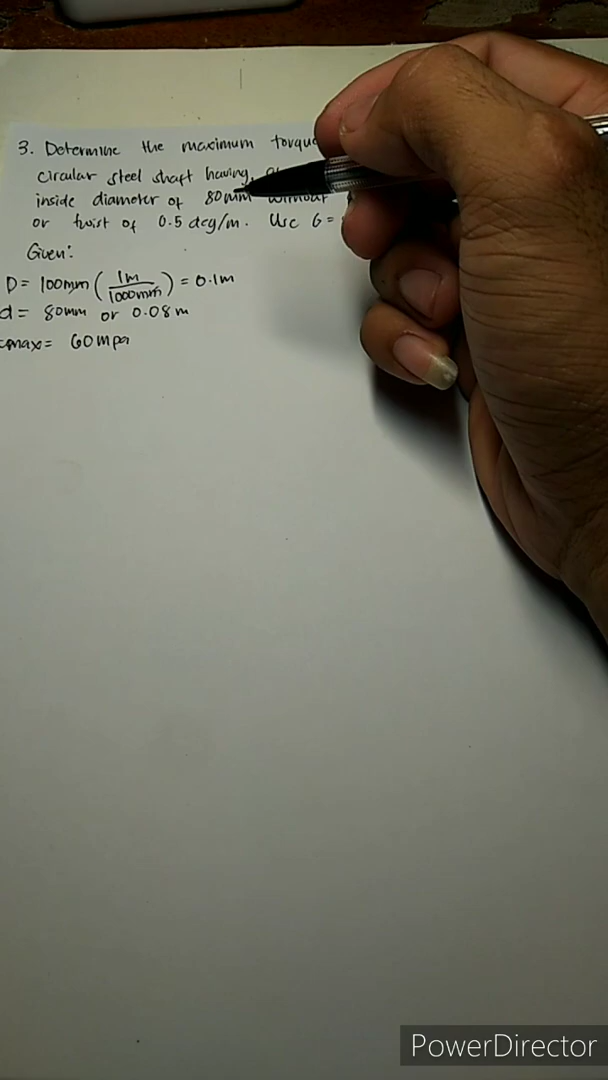 3. Determine the maximum torque
circular steel shaft having
inside diameter of 80mm without
or twist of 0.5 deg/m. Use G =
Given:
D = 100mm (1m/1000mm) = 0.1m
d = 80mm or 0.08m
max = 60mpa
PowerDirector